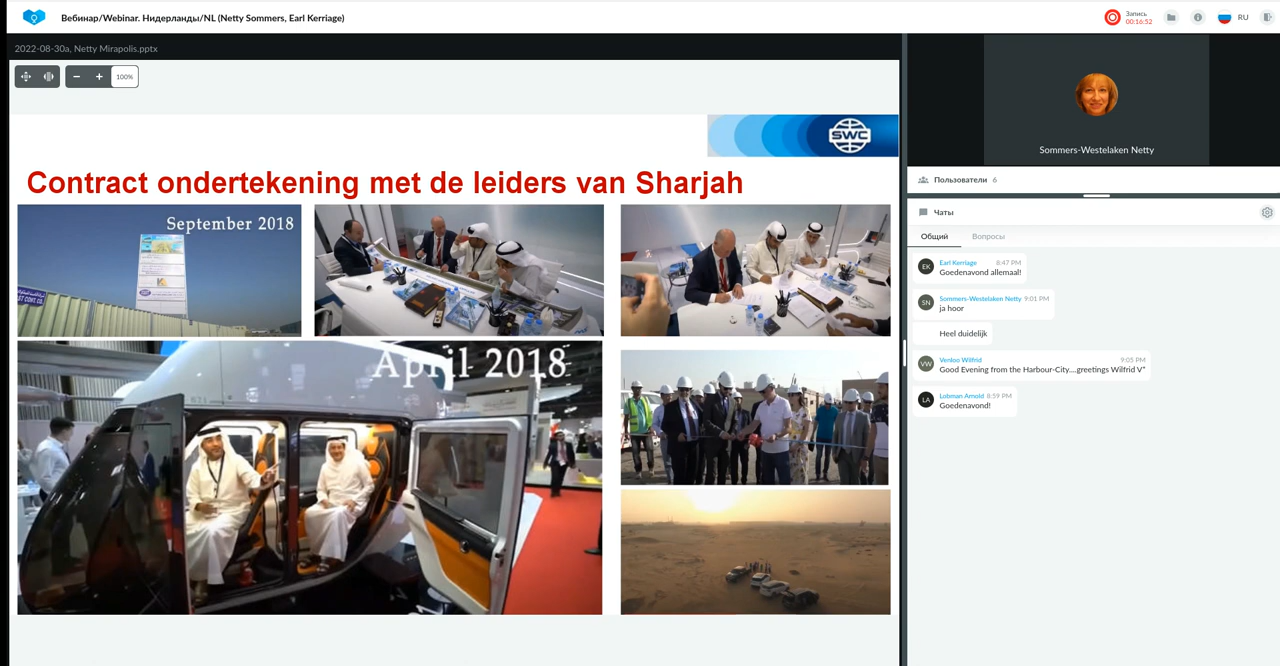 Вебинар/Webinar. Нидерланды/NL (Netty Sommers, Earl Kerriage)
Запись
00:16:52
RU
2022-08-30a, Netty Mirapolis.pptx
100%
SWC
Contract ondertekening met de leiders van Sharjah
September 2018
April 2018
Sommers-Westelaken Netty
Пользователи 6
Чаты
Общий Вопросы
EK
Earl Kerriage 8:47 PM
Goedenavond allemaal!
SN
Sommers-Westelaken Netty 9:01 PM
ja hoor
Heel duidelijk
VW
Venloo Wilfrid 9:05 PM
Good Evening from the Harbour-City....greetings Wilfrid V"
LA
Lobman Arnold 8:59 PM
Goedenavond!